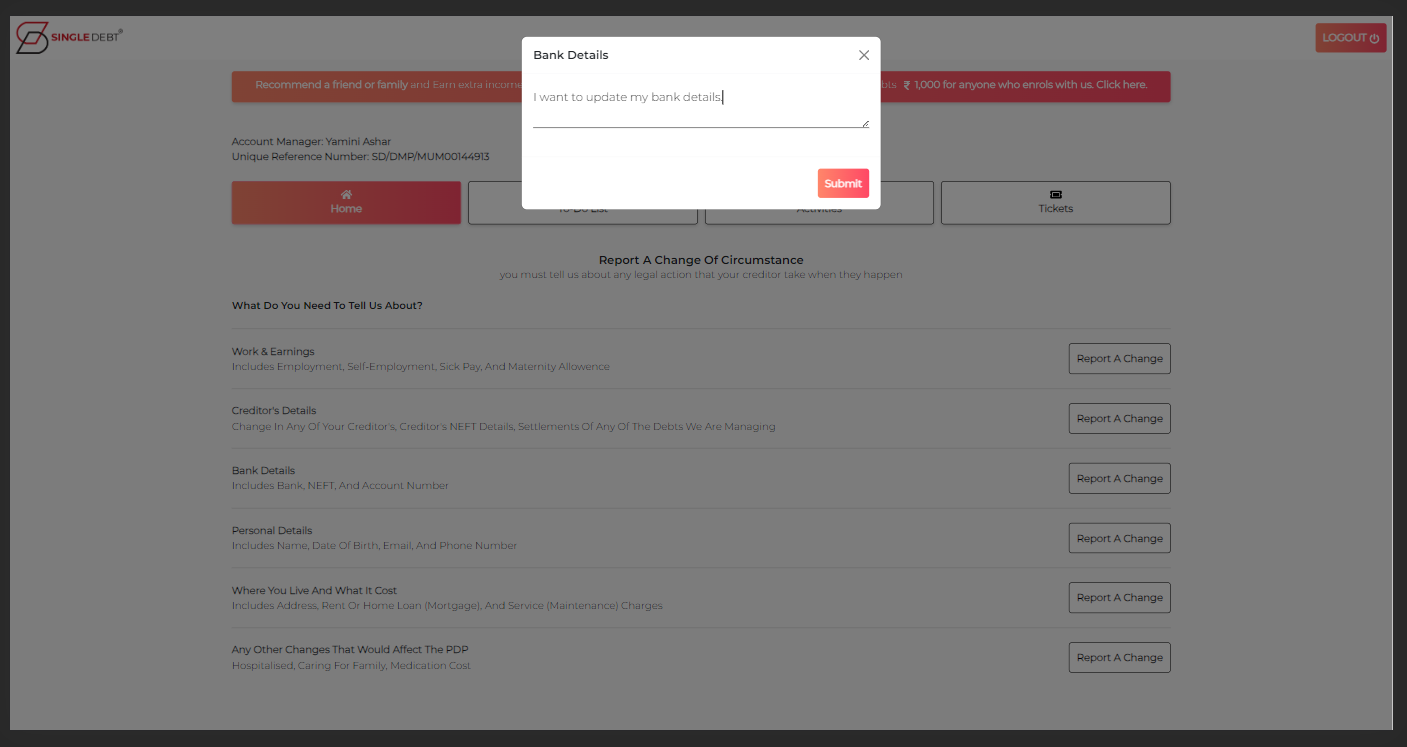 SINGLE DEBT®
LOGOUT
Bank Details
I want to update my bank details.
Submit
Recommend a friend or family and Earn extra income
₹ 1,000 for anyone who enrols with us. Click here.
Account Manager: Yamini Ashar
Unique Reference Number: SD/DMP/MUM00144913
Home
To-Do List
Activities
Tickets
Report A Change Of Circumstance
you must tell us about any legal action that your creditor take when they happen
What Do You Need To Tell Us About?
Work & Earnings
Includes Employment, Self-Employment, Sick Pay, And Maternity Allowence
Report A Change
Creditor's Details
Change In Any Of Your Creditor's, Creditor's NEFT Details, Settlements Of Any Of The Debts We Are Managing
Report A Change
Bank Details
Includes Bank, NEFT, And Account Number
Report A Change
Personal Details
Includes Name, Date Of Birth, Email, And Phone Number
Report A Change
Where You Live And What It Cost
Includes Address, Rent Or Home Loan (Mortgage), And Service (Maintenance) Charges
Report A Change
Any Other Changes That Would Affect The PDP
Hospitalised, Caring For Family, Medication Cost
Report A Change